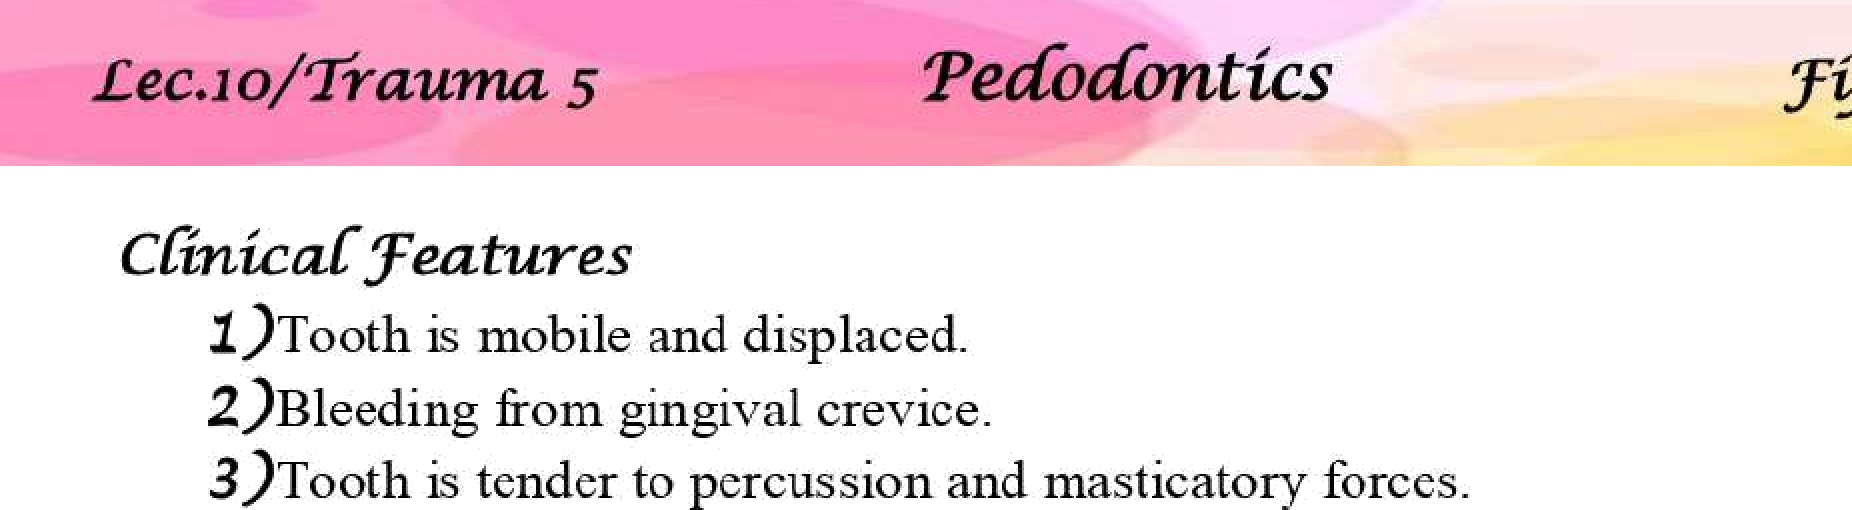 Lec.10/Trauma 5 Pedodontics
Clinical Features
1)Tooth is mobile and displaced.
2)Bleeding from gingival crevice.
3)Tooth is tender to percussion and masticatory forces.